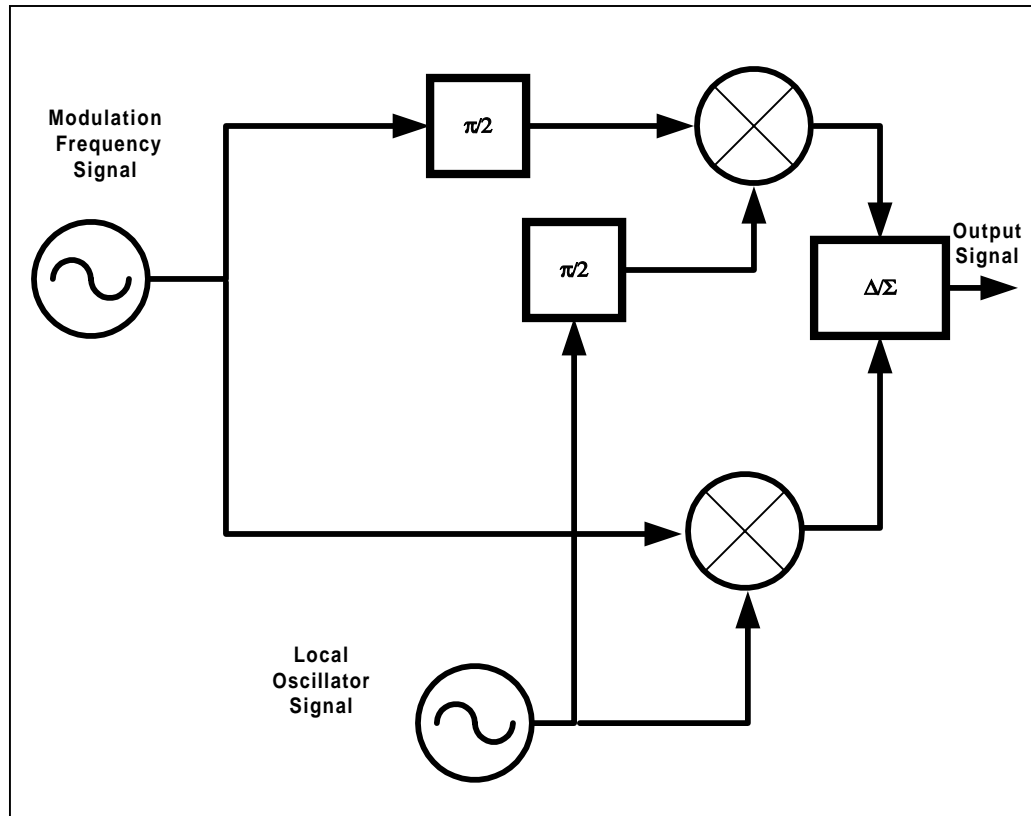 Modulation
Frequency
Signal
π/2
π/2
Output
Signal
Δ/Σ
Local
Oscillator
Signal